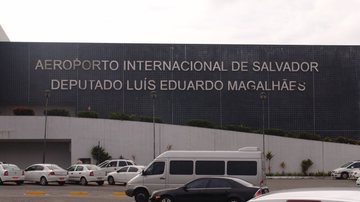 AEROPORTO INTERNACIONAL DE SALVADOR
DEPUTADO LUÍS EDUARDO MAGALHÃES